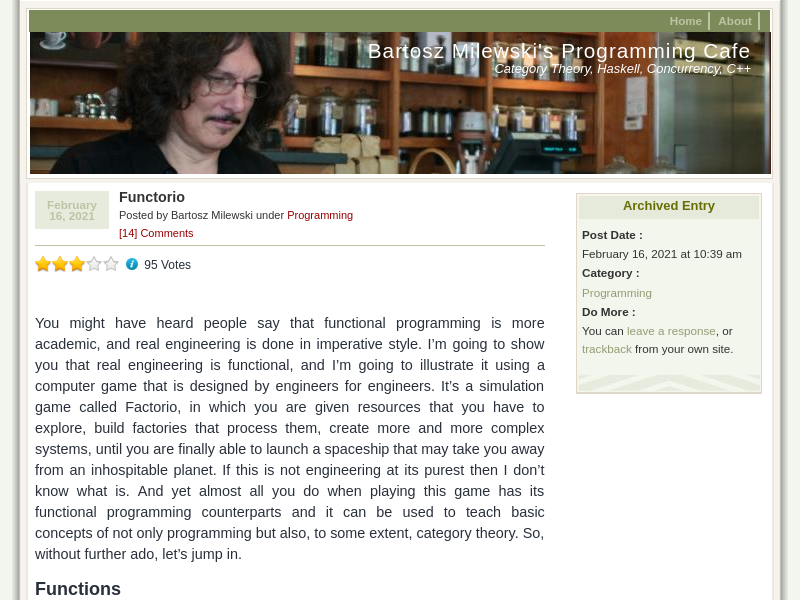 Home
About
Bartosz Milewski's Programming Cafe
Category Theory, Haskell, Concurrency, C++
February
16, 2021
Functorio
Posted by Bartosz Milewski under Programming
[14] Comments
95 Votes
You might have heard people say that functional programming is more
academic, and real engineering is done in imperative style. I’m going to show
you that real engineering is functional, and I’m going to illustrate it using a
computer game that is designed by engineers for engineers. It’s a simulation
game called Factorio, in which you are given resources that you have to
explore, build factories that process them, create more and more complex
systems, until you are finally able to launch a spaceship that may take you away
from an inhospitable planet. If this is not engineering at its purest then I don’t
know what is. And yet almost all you do when playing this game has its
functional programming counterparts and it can be used to teach basic
concepts of not only programming but also, to some extent, category theory. So,
without further ado, let’s jump in.
Functions
Archived Entry
Post Date :
February 16, 2021 at 10:39 am
Category :
Programming
Do More :
You can leave a response, or
trackback from your own site.